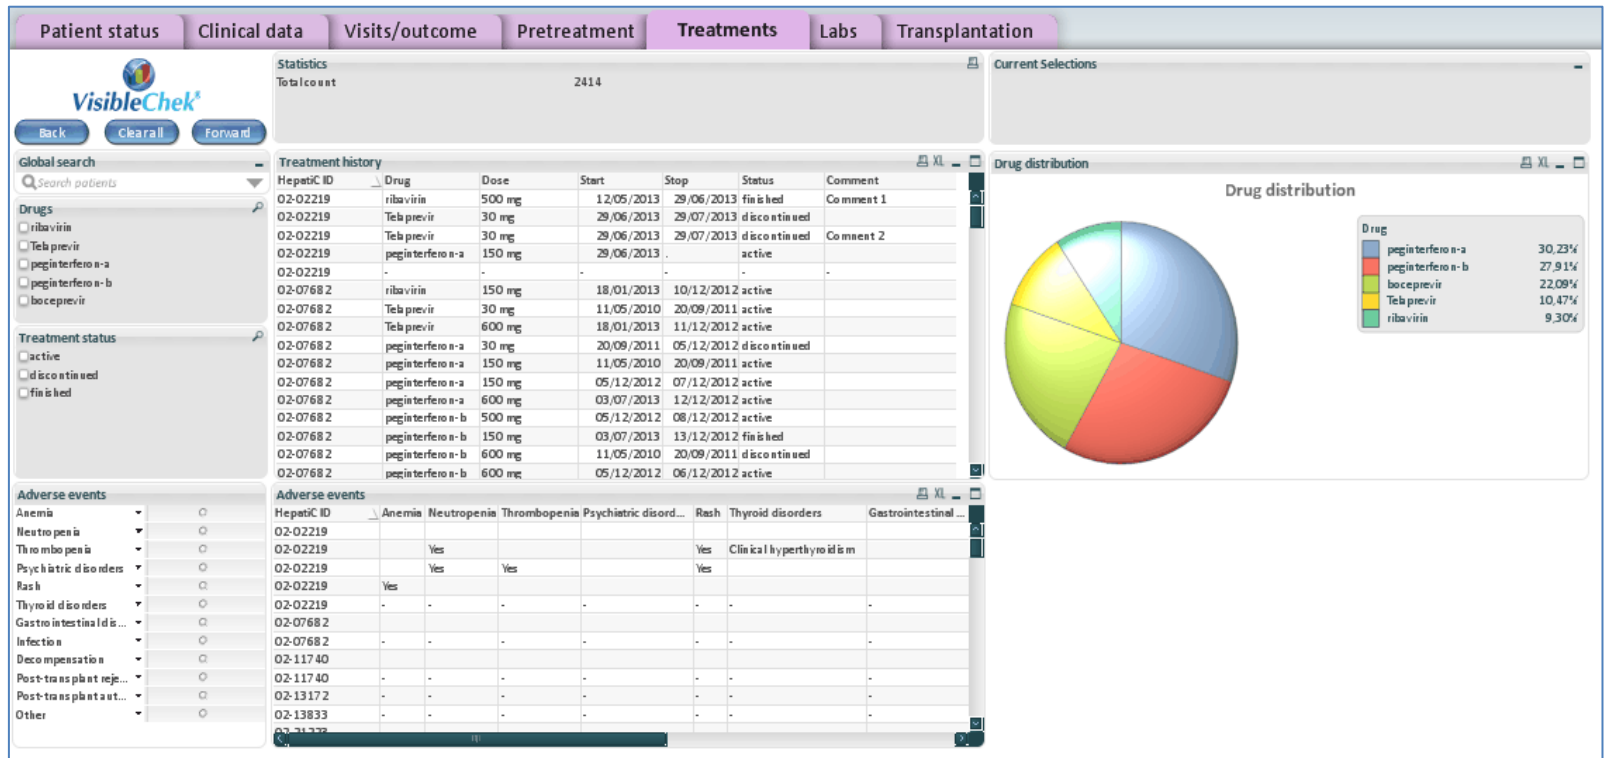 Patient status Clinical data Visits/outcome Pretreatment Treatments Labs Transplantation
VisibleChek®
Back Clear all Forward
Statistics
Total count 2414
Current Selections
Global search
Search patients
Drugs
ribavirin
Telaprevir
peginterferon-a
peginterferon-b
boceprevir
Treatment status
active
discontinued
finished
Treatment history XL
HepatiC ID Drug Dose Start Stop Status Comment
02-02219 ribavirin 500 mg 12/05/2013 29/06/2013 finished Comment 1
02-02219 Telaprevir 30 mg 29/06/2013 29/07/2013 discontinued
02-02219 Telaprevir 30 mg 29/06/2013 29/07/2013 discontinued Comment 2
02-02219 peginterferon-a 150 mg 29/06/2013 . active
02-02219 - - - - - -
02-07682 ribavirin 150 mg 18/01/2013 10/12/2012 active
02-07682 Telaprevir 30 mg 11/05/2010 20/09/2011 active
02-07682 Telaprevir 600 mg 18/01/2013 11/12/2012 active
02-07682 peginterferon-a 30 mg 20/09/2011 05/12/2012 discontinued
02-07682 peginterferon-a 150 mg 11/05/2010 20/09/2011 active
02-07682 peginterferon-a 150 mg 05/12/2012 07/12/2012 active
02-07682 peginterferon-a 600 mg 03/07/2013 12/12/2012 active
02-07682 peginterferon-b 500 mg 05/12/2012 08/12/2012 active
02-07682 peginterferon-b 150 mg 03/07/2013 13/12/2012 finished
02-07682 peginterferon-b 600 mg 11/05/2010 20/09/2011 discontinued
02-07682 peginterferon-b 600 mg 05/12/2012 06/12/2012 active
Drug distribution XL
Drug distribution
Drug
peginterferon-a 30,23%
peginterferon-b 27,91%
boceprevir 22,09%
Telaprevir 10,47%
ribavirin 9,30%
Adverse events
Anemia
Neutropenia
Thrombopenia
Psychiatric disorders
Rash
Thyroid disorders
Gastrointestinal dis...
Infection
Decompensation
Post-transplant reje...
Post-transplant aut...
Other
Adverse events XL
HepatiC ID Anemia Neutropenia Thrombopenia Psychiatric disord... Rash Thyroid disorders Gastrointestinal ...
02-02219
02-02219 Yes Yes Clinical hyperthyroidism
02-02219 Yes Yes Yes
02-02219 Yes
02-02219 - - - - - - -
02-07682
02-07682 - - - - - - -
02-11740
02-11740 - - - - - - -
02-13172 - - - - - - -
02-13833 - - - - - - -